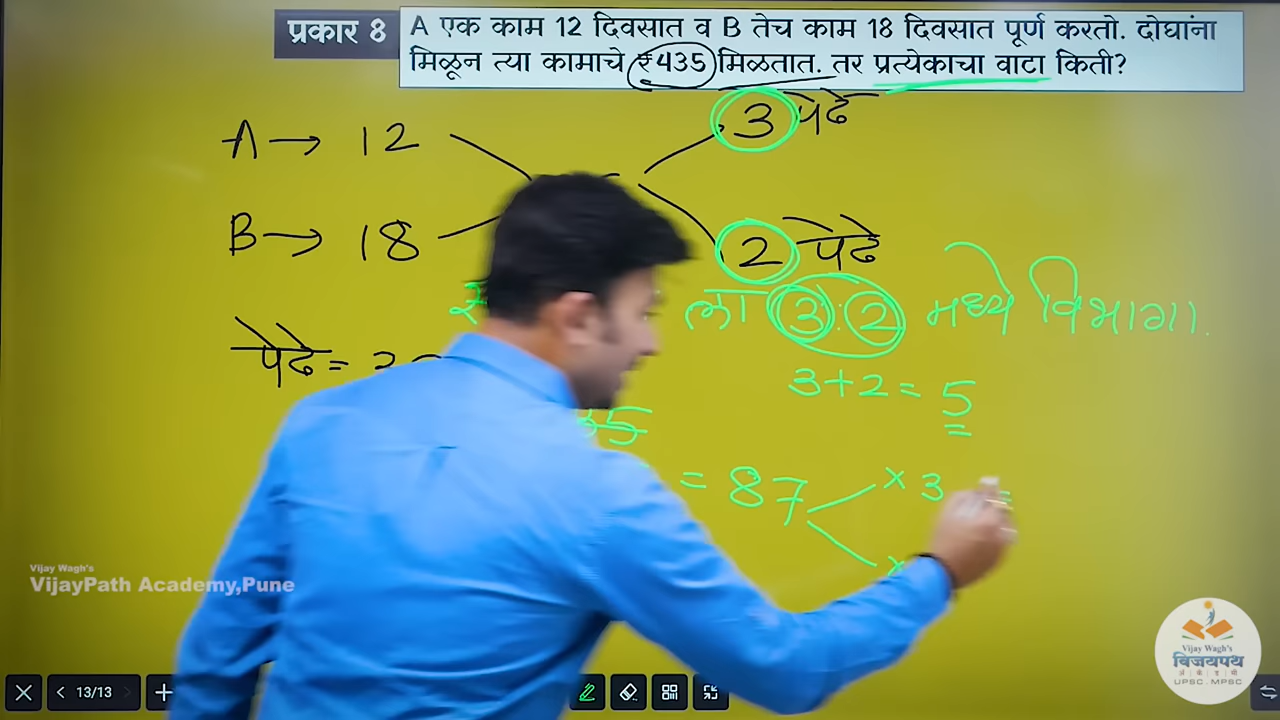 प्रकार 8
A एक काम 12 दिवसात व B तेच काम 18 दिवसात पूर्ण करतो. दोघांना
मिळून त्या कामाचे ₹435 मिळतात. तर प्रत्येकाचा वाटा किती?
A → 12
3 पेढे
B → 18
2 पेढे
ला 3:2 मध्ये विभागा.
पेढे =
3+2= 5
= 87
× 3 =
×
Vijay Wagh's
VijayPath Academy,Pune
13/13
Vijay Wagh's
विजयपथ
UPSC . MPSC